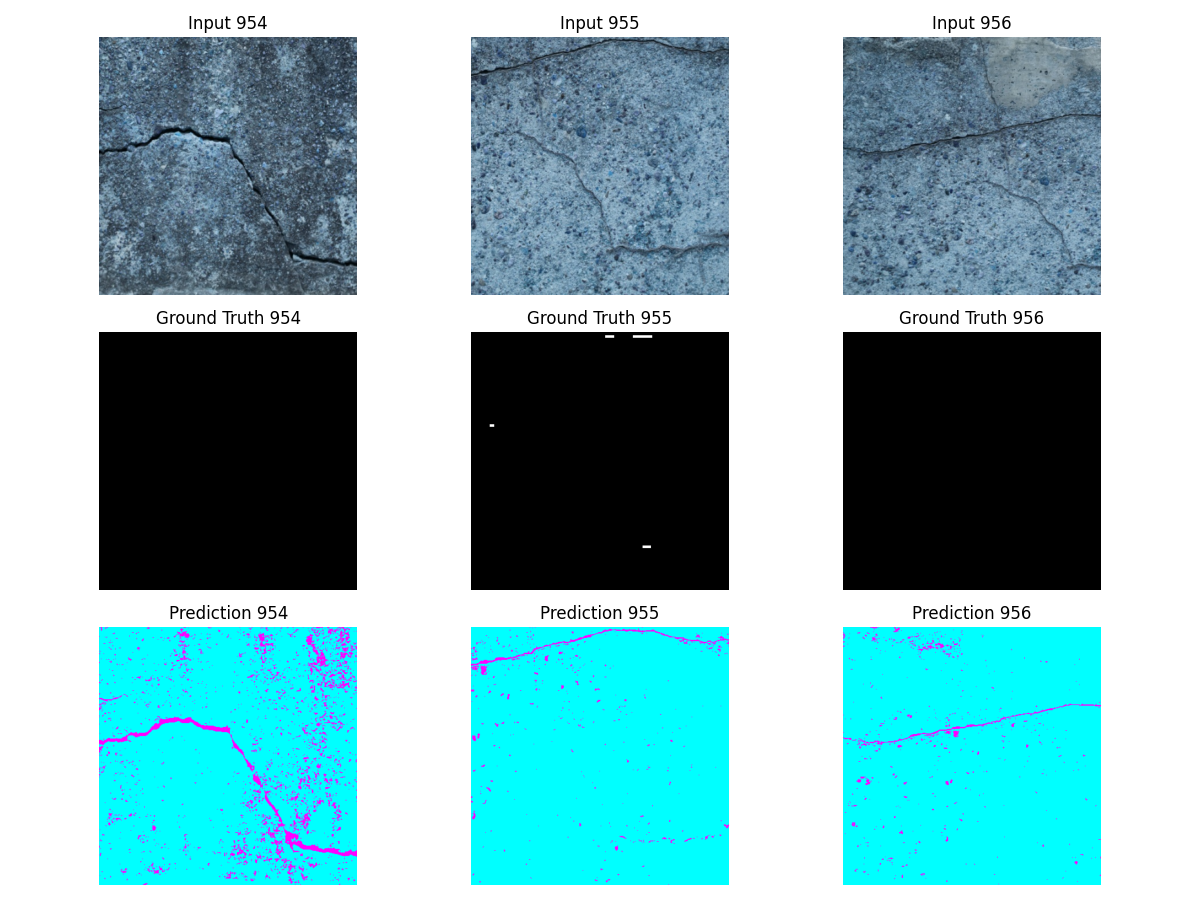 Input 954
Input 955
Input 956
Ground Truth 954
Ground Truth 955
Ground Truth 956
Prediction 954
Prediction 955
Prediction 956